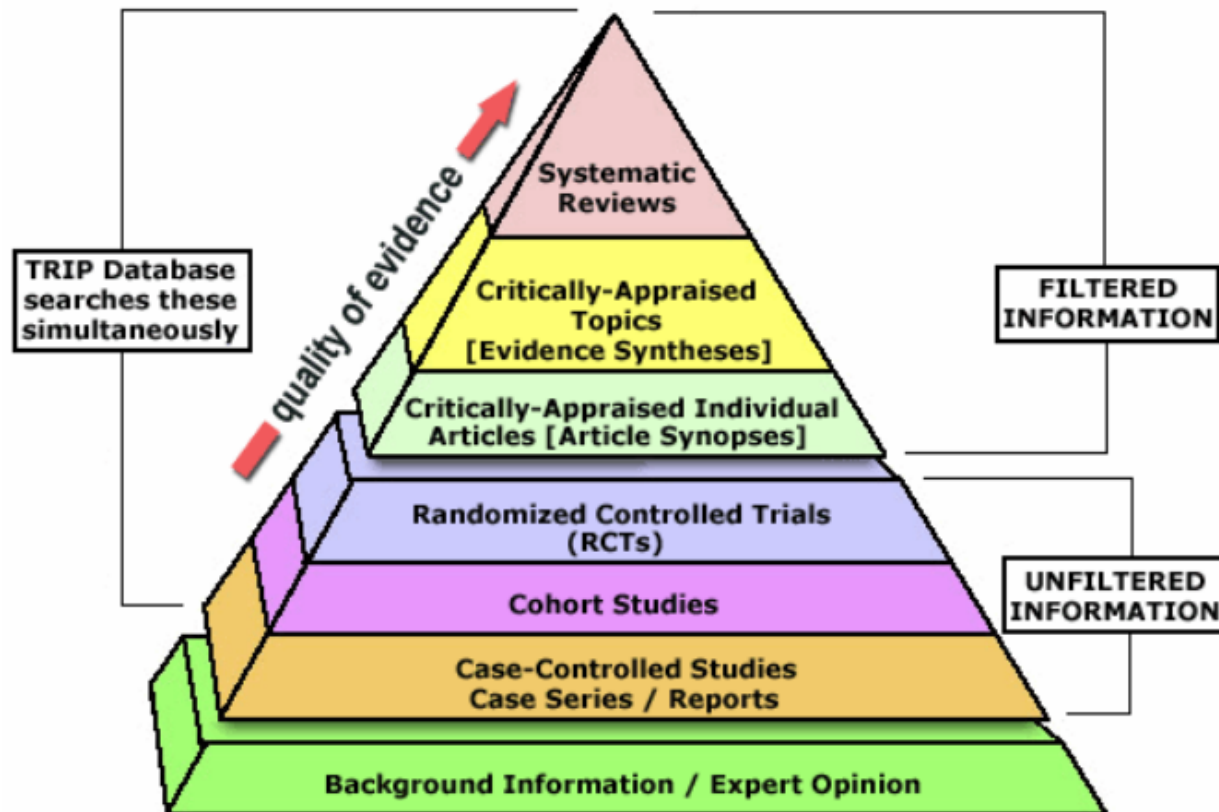 Systematic
Reviews
TRIP Database
searches these
simultaneously
quality of evidence
FILTERED
INFORMATION
Critically-Appraised
Topics
[Evidence Syntheses]
Critically-Appraised Individual
Articles [Article Synopses]
Randomized Controlled Trials
(RCTs)
UNFILTERED
INFORMATION
Cohort Studies
Case-Controlled Studies
Case Series / Reports
Background Information / Expert Opinion